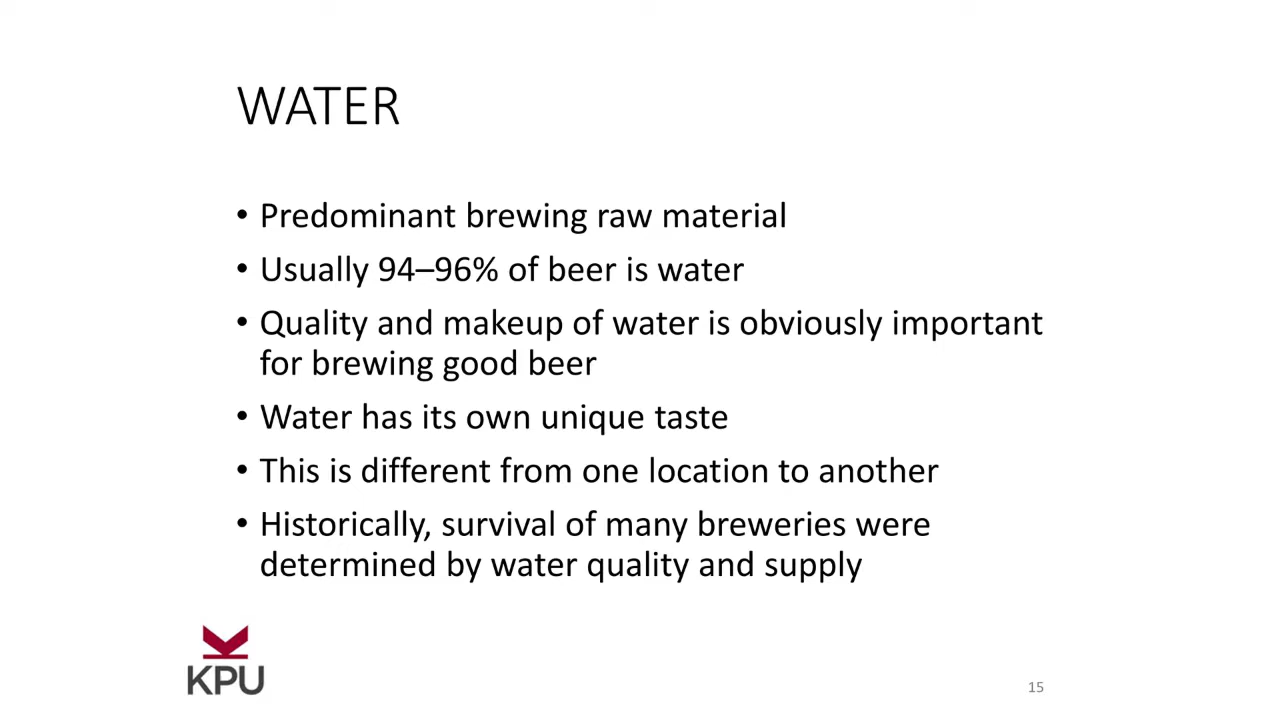 WATER
• Predominant brewing raw material
• Usually 94–96% of beer is water
• Quality and makeup of water is obviously important
for brewing good beer
• Water has its own unique taste
• This is different from one location to another
• Historically, survival of many breweries were
determined by water quality and supply
KPU
15